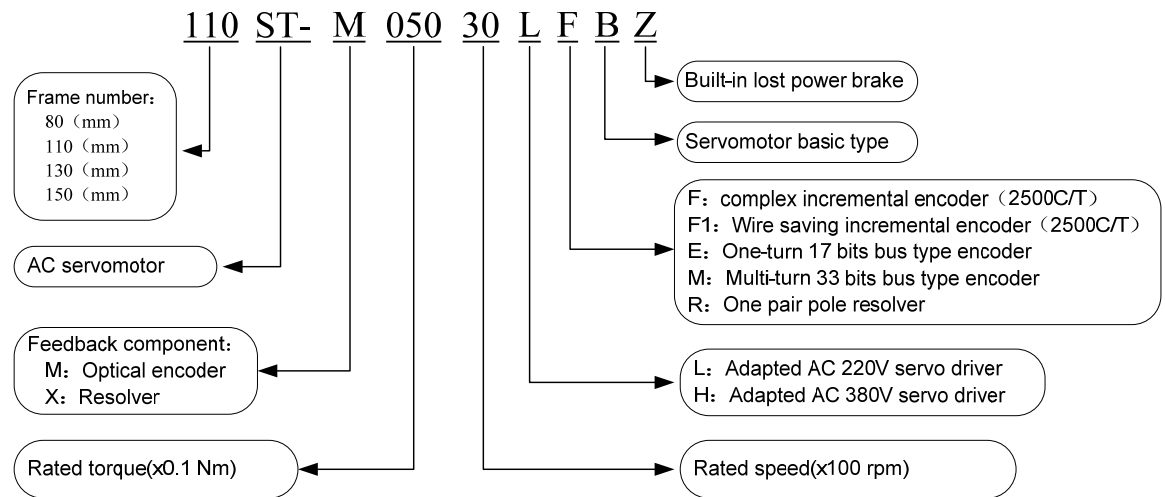 110 ST- M 050 30 L F B Z
Frame number：
80（mm）
110（mm）
130（mm）
150（mm）
AC servomotor
Feedback component：
M：Optical encoder
X：Resolver
Rated torque(x0.1 Nm)
Built-in lost power brake
Servomotor basic type
F：complex incremental encoder（2500C/T）
F1：Wire saving incremental encoder（2500C/T）
E：One-turn 17 bits bus type encoder
M：Multi-turn 33 bits bus type encoder
R：One pair pole resolver
L：Adapted AC 220V servo driver
H：Adapted AC 380V servo driver
Rated speed(x100 rpm)